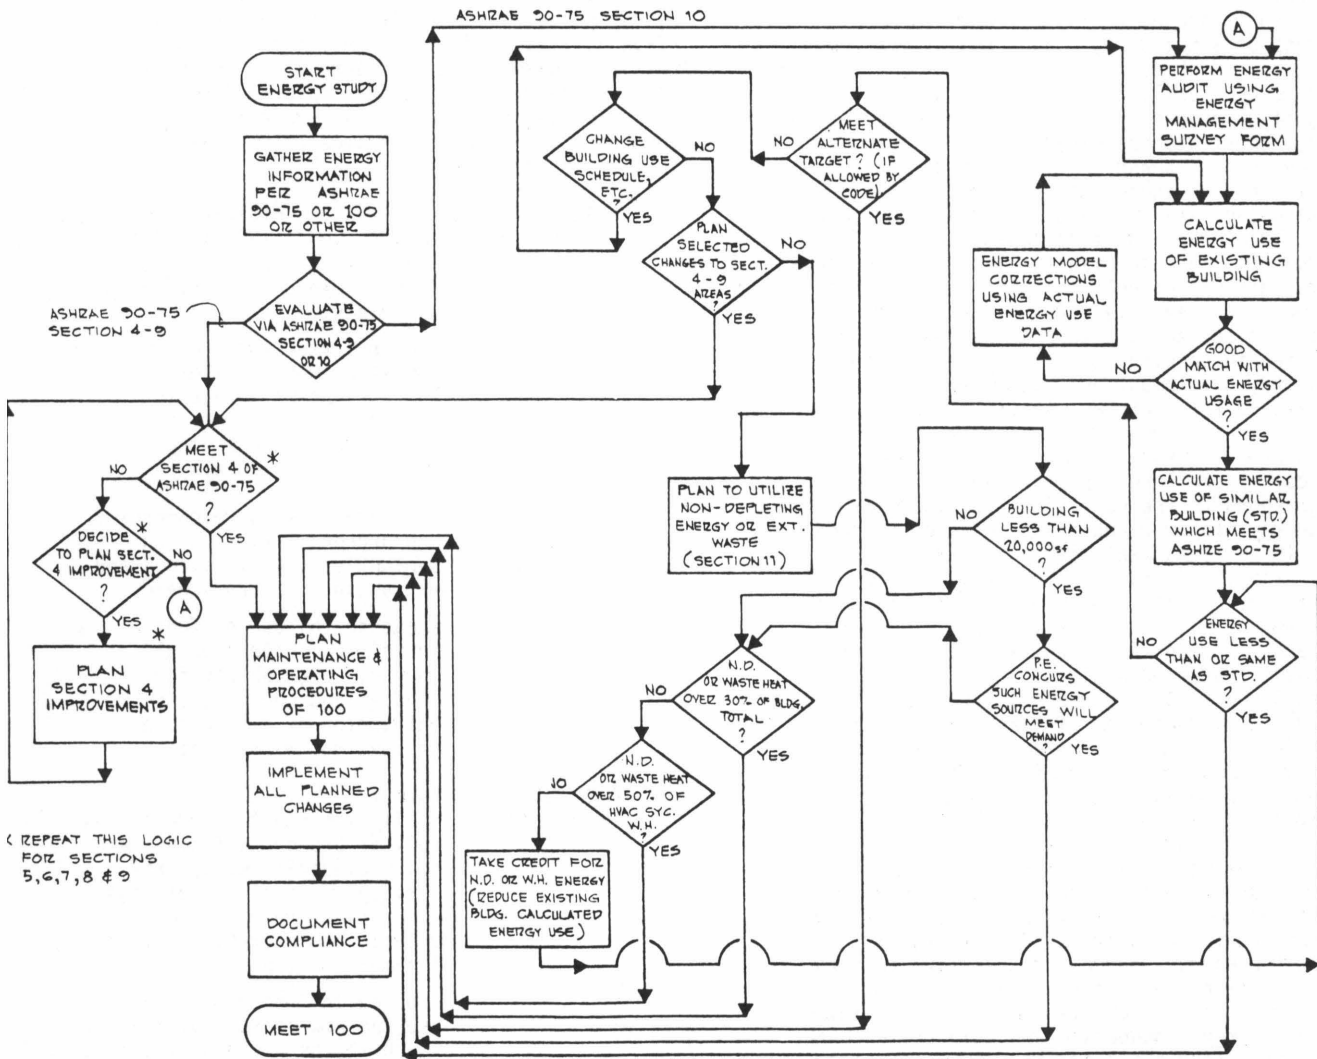 ASHRAE 90-75 SECTION 10
A
START
ENERGY STUDY
GATHER ENERGY
INFORMATION
PER ASHRAE
90-75 OR 100
OR OTHER
EVALUATE
VIA ASHRAE 90-75
SECTION 4-9
OR 10
ASHRAE 90-75
SECTION 4-9
CHANGE
BUILDING USE
SCHEDULE,
ETC.
?
NO
YES
MEET
ALTERNATE
TARGET? (IF
ALLOWED BY
CODE)
NO
YES
PLAN
SELECTED
CHANGES TO SECT.
4-9
AREAS
?
NO
YES
PERFORM ENERGY
AUDIT USING
ENERGY
MANAGEMENT
SURVEY FORM
CALCULATE
ENERGY USE
OF EXISTING
BUILDING
ENERGY MODEL
CORRECTIONS
USING ACTUAL
ENERGY USE
DATA
GOOD
MATCH WITH
ACTUAL ENERGY
USAGE
?
NO
YES
CALCULATE ENERGY
USE OF SIMILAR
BUILDING (STD.)
WHICH MEETS
ASHRE 90-75
ENERGY
USE LESS
THAN OR SAME
AS STD.
?
NO
YES
MEET
SECTION 4 OF
ASHRAE 90-75
?
*
NO
YES
DECIDE
TO PLAN SECT.
4 IMPROVEMENT
?
*
NO
A
YES
*
PLAN
SECTION 4
IMPROVEMENTS
REPEAT THIS LOGIC
FOR SECTIONS
5,6,7,8 & 9
PLAN
MAINTENANCE &
OPERATING
PROCEDURES
OF 100
IMPLEMENT
ALL PLANNED
CHANGES
DOCUMENT
COMPLIANCE
MEET 100
PLAN TO UTILIZE
NON-DEPLETING
ENERGY OR EXT.
WASTE
(SECTION 11)
BUILDING
LESS THAN
20,000 SF
?
NO
YES
P.E.
CONCURS
SUCH ENERGY
SOURCES WILL
MEET
DEMAND
?
YES
N.D.
OR WASTE HEAT
OVER 30% OF BLDG.
TOTAL
?
NO
YES
N.D.
OR WASTE HEAT
OVER 50% OF
HVAC SYC.
W.H.
?
NO
YES
TAKE CREDIT FOR
N.D. OR W.H. ENERGY
(REDUCE EXISTING
BLDG. CALCULATED
ENERGY USE)